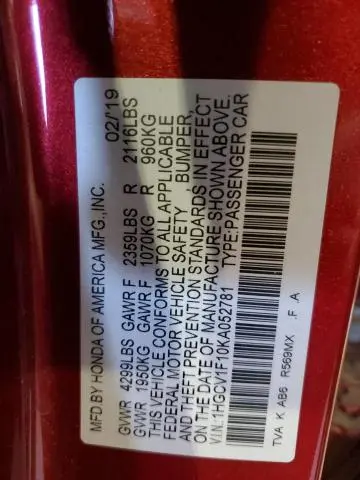 MFD BY HONDA OF AMERICA MFG.,INC. 02/19
GVWR 4299LBS GAWR F 2359LBS R 2116LBS
GVWR 1950KG GAWR F 1070KG R 960KG
THIS VEHICLE CONFORMS TO ALL APPLICABLE
FEDERAL MOTOR VEHICLE SAFETY , BUMPER,
AND THEFT PREVENTION STANDARDS IN EFFECT
ON THE DATE OF MANUFACTURE SHOWN ABOVE.
V.I.N.:1HGCV1F10KA052781 TYPE:PASSENGER CAR
TVA K AB6 R569MX .F .A